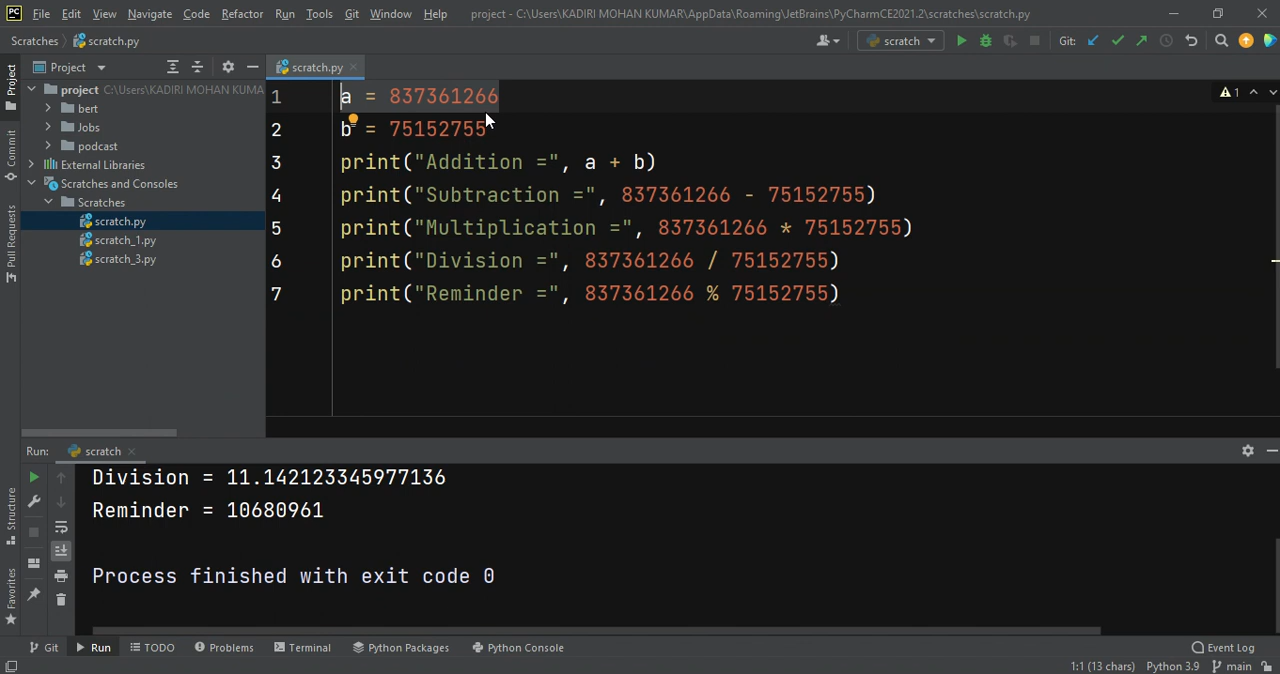 PC File Edit View Navigate Code Refactor Run Tools Git Window Help project - C:\Users\KADIRI MOHAN KUMAR\AppData\Roaming\JetBrains\PyCharmCE2021.2\scratches\scratch.py
Scratches scratch.py scratch Git:
Project scratch.py
project C:\Users\KADIRI MOHAN KUMA
bert
Jobs
podcast
External Libraries
Scratches and Consoles
Scratches
scratch.py
scratch_1.py
scratch_3.py
Project
Commit
Pull Requests
Structure
Favorites
1 a = 837361266
2 b = 75152755
3 print("Addition =", a + b)
4 print("Subtraction =", 837361266 - 75152755)
5 print("Multiplication =", 837361266 * 75152755)
6 print("Division =", 837361266 / 75152755)
7 print("Reminder =", 837361266 % 75152755)
1
Run: scratch
Division = 11.142123345977136
Reminder = 10680961
Process finished with exit code 0
Git Run TODO Problems Terminal Python Packages Python Console Event Log
1:1 (13 chars) Python 3.9 main